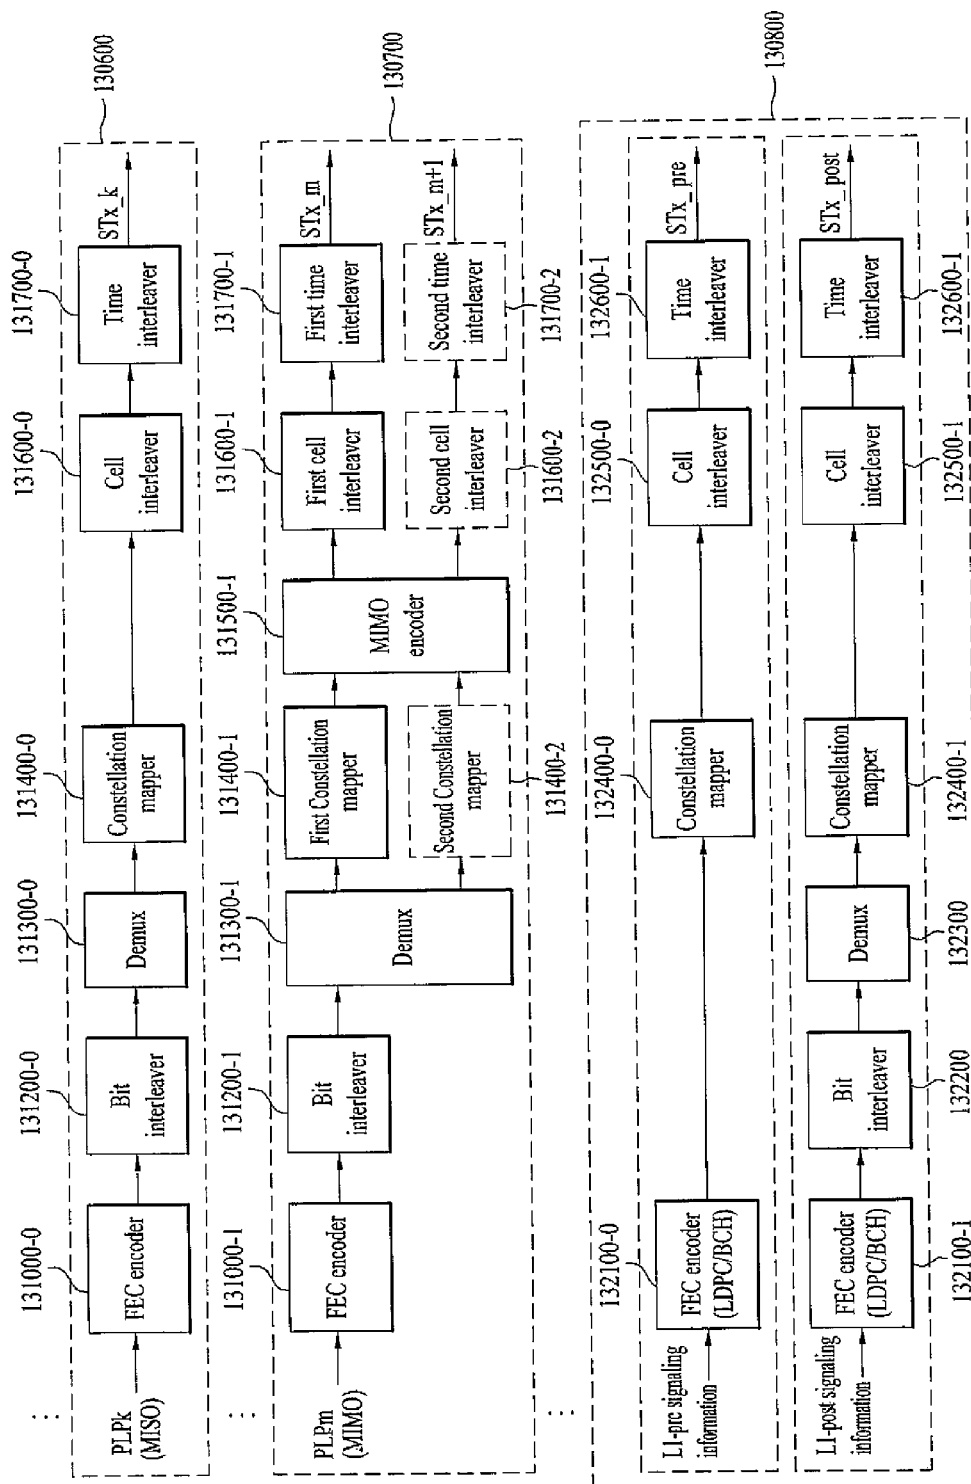 131000-0
131200-0
131300-0
131400-0
131600-0
131700-0
130600
PLPk
(MISO)
FEC encoder
Bit
interleaver
Demux
Constellation
mapper
Cell
interleaver
Time
interleaver
STx_k
131000-1
131200-1
131300-1
131400-1
131500-1
131600-1
131700-1
130700
PLPm
(MIMO)
FEC encoder
Bit
interleaver
Demux
First Constellation
mapper
MIMO
encoder
First cell
interleaver
First time
interleaver
STx_m
Second Constellation
mapper
Second cell
interleaver
Second time
interleaver
STx_m+1
131400-2
131600-2
131700-2
132100-0
132400-0
132500-0
132600-1
130800
L1-pre signaling
information
FEC encoder
(LDPC/BCH)
Constellation
mapper
Cell
interleaver
Time
interleaver
STx_pre
L1-post signaling
information
FEC encoder
(LDPC/BCH)
Bit
interleaver
Demux
Constellation
mapper
Cell
interleaver
Time
interleaver
STx_post
132100-1
132200
132300
132400-1
132500-1
132600-1